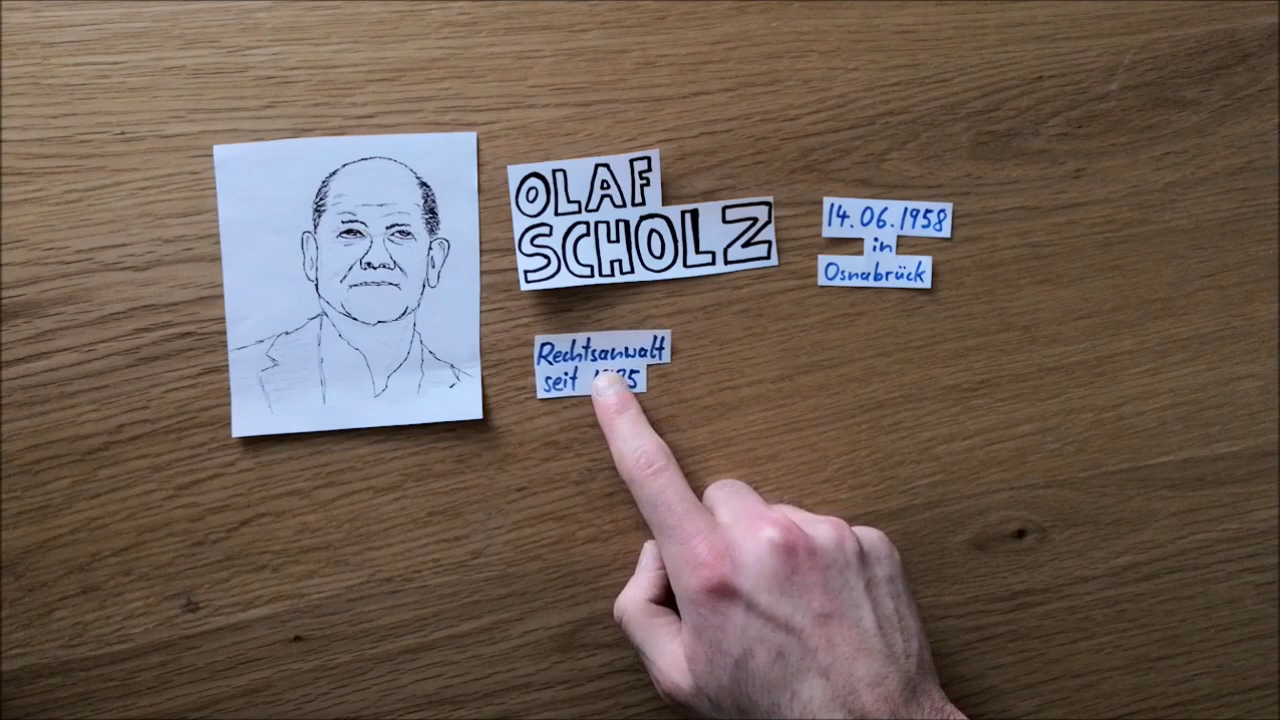 OLAF
SCHOLZ
14.06.1958
in
Osnabrück
Rechtsanwalt
seit